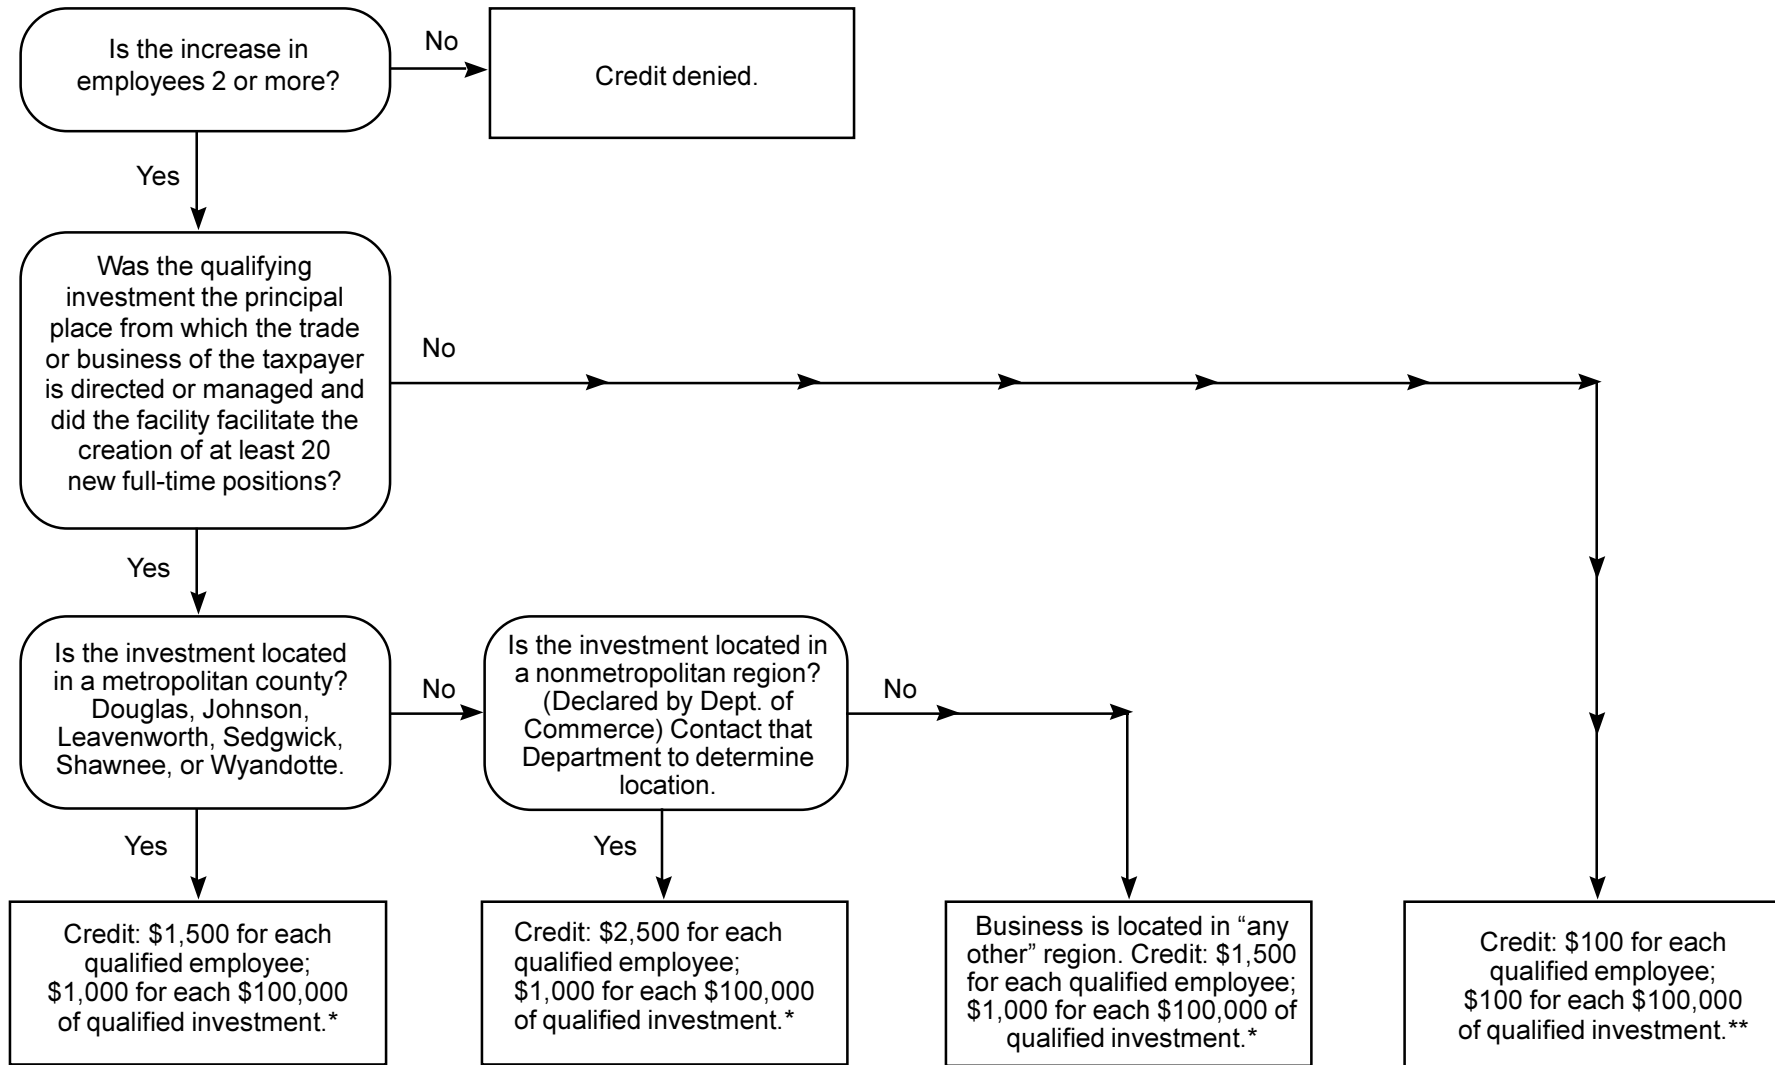 Is the increase in
employees 2 or more?
No
Credit denied.
Yes
Was the qualifying
investment the principal
place from which the trade
or business of the taxpayer
is directed or managed and
did the facility facilitate the
creation of at least 20
new full-time positions?
No
Yes
Is the investment located
in a metropolitan county?
Douglas, Johnson,
Leavenworth, Sedgwick,
Shawnee, or Wyandotte.
No
Is the investment located in
a nonmetropolitan region?
(Declared by Dept. of
Commerce) Contact that
Department to determine
location.
No
Yes
Yes
Credit: $1,500 for each
qualified employee;
$1,000 for each $100,000
of qualified investment.*
Credit: $2,500 for each
qualified employee;
$1,000 for each $100,000
of qualified investment.*
Business is located in “any
other” region. Credit: $1,500
for each qualified employee;
$1,000 for each $100,000 of
qualified investment.*
Credit: $100 for each
qualified employee;
$100 for each $100,000
of qualified investment.**